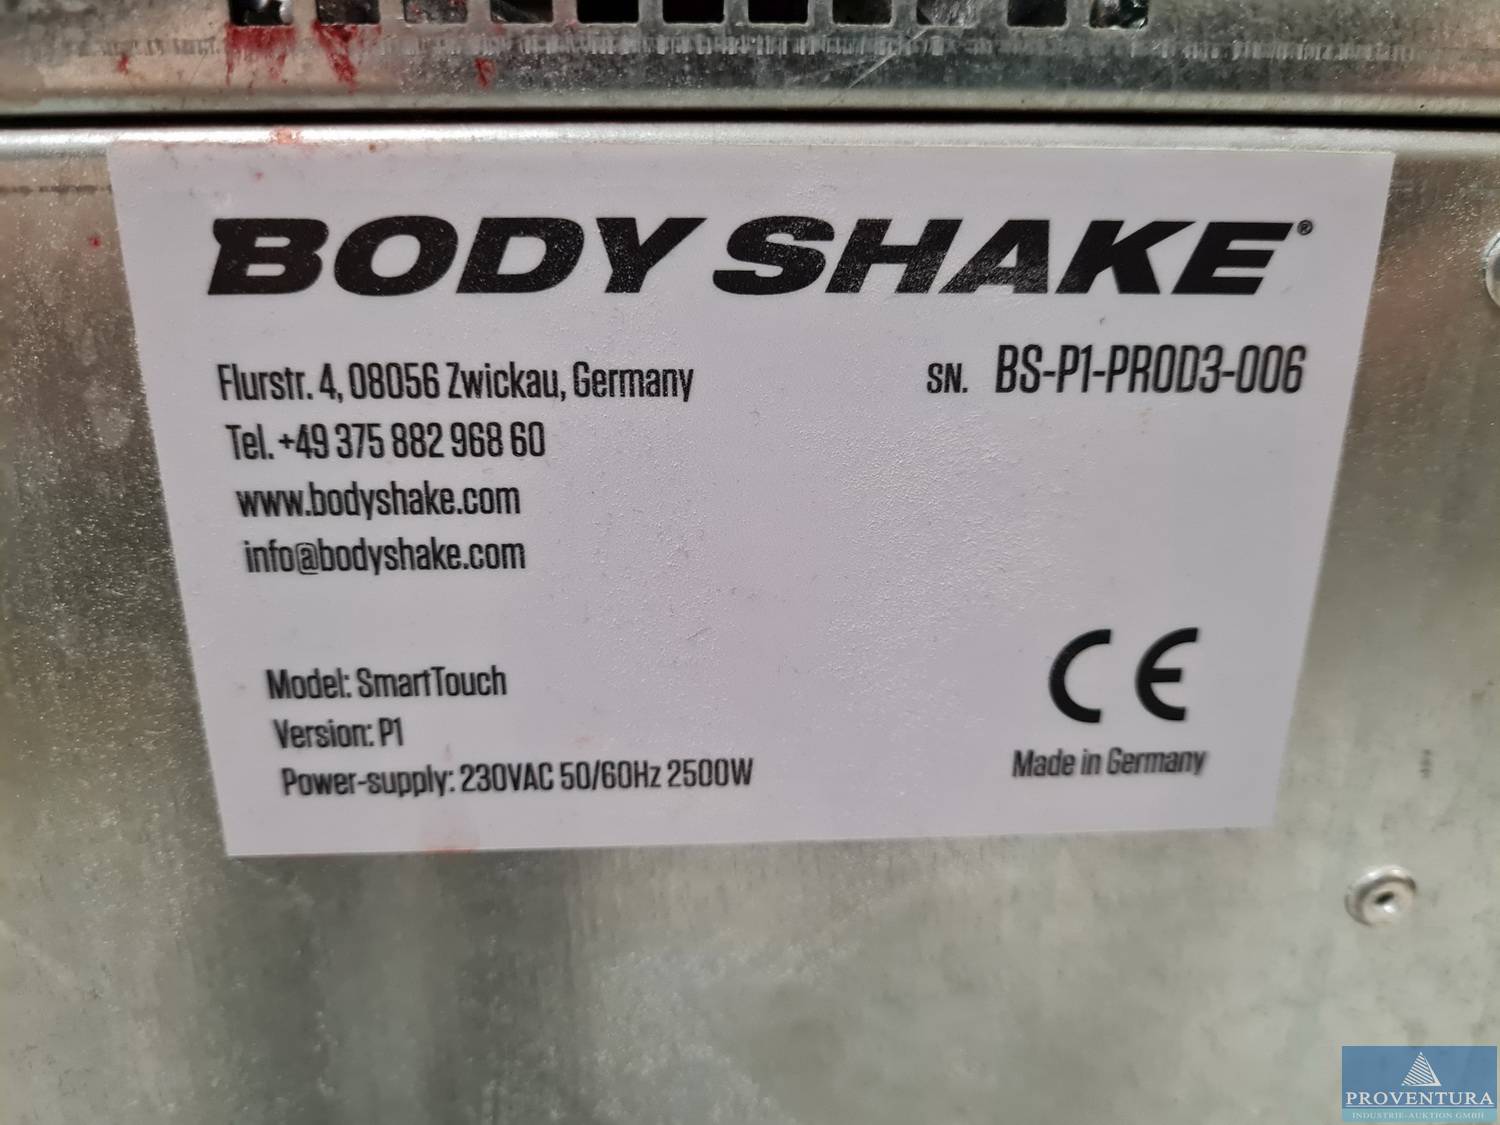 BODY SHAKE®
Flurstr. 4, 08056 Zwickau, Germany
SN. BS-P1-PROD3-006
Tel. +49 375 882 968 60
www.bodyshake.com
info@bodyshake.com
Model: SmartTouch
Version: P1
Power-supply: 230VAC 50/60Hz 2500W
CE
Made in Germany
PROVENTURA
INDUSTRIE-AUKTION GMBH